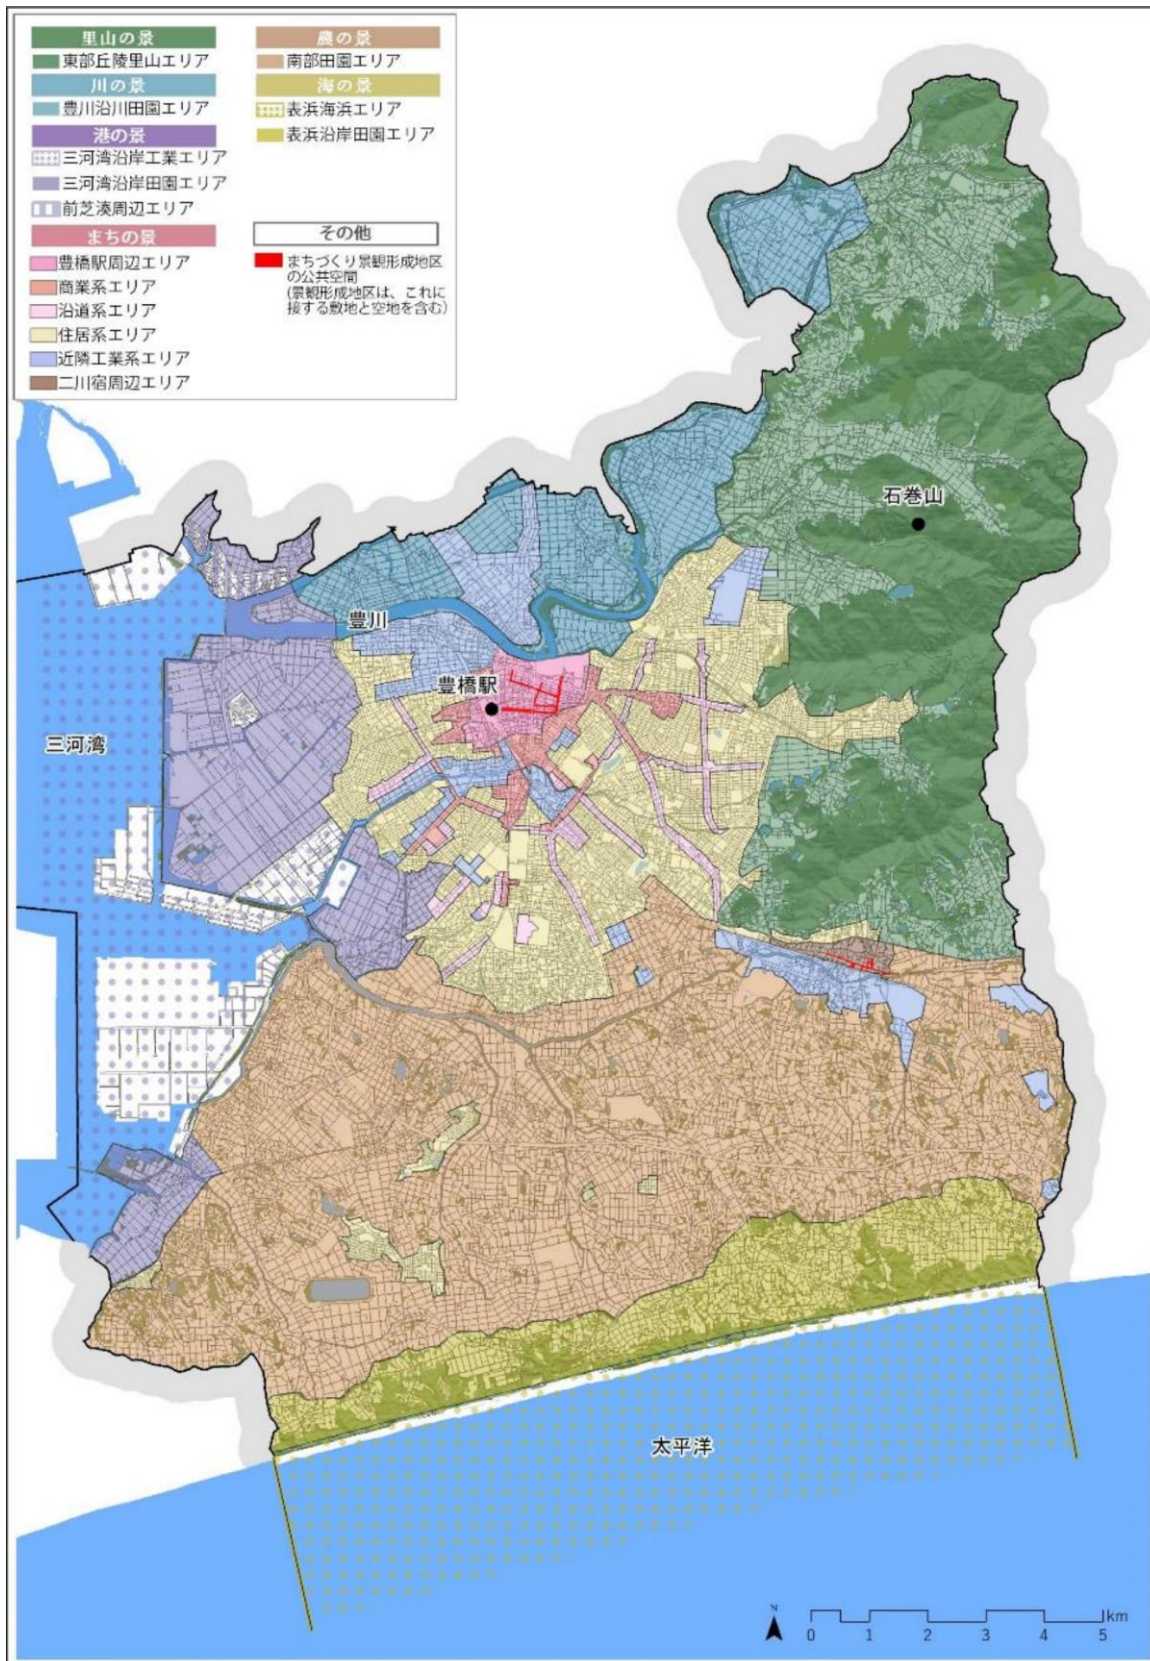 里山の景
東部丘陵里山エリア
川の景
豊川沿川田園エリア
港の景
三河湾沿岸工業エリア
三河湾沿岸田園エリア
前芝湊周辺エリア
まちの景
豊橋駅周辺エリア
商業系エリア
沿道系エリア
住居系エリア
近隣工業系エリア
二川宿周辺エリア
農の景
南部田園エリア
海の景
表浜海浜エリア
表浜沿岸田園エリア
その他
まちづくり景観形成地区
の公共空間
(景観形成地区は、これに
接する敷地と空地を含む)
石巻山
豊川
豊橋駅
三河湾
太平洋
N
km
0 1 2 3 4 5